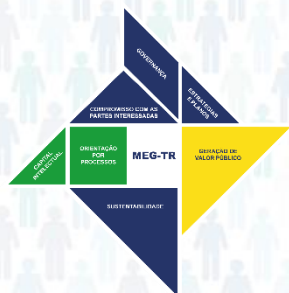 GOVERNANÇA
ESTRATÉGIAS
E PLANOS
COMPROMISSO COM AS
PARTES INTERESSADAS
CAPITAL
INTELECTUAL
ORIENTAÇÃO
POR
PROCESSOS
MEG-TR
GERAÇÃO DE
VALOR PÚBLICO
SUSTENTABILIDADE